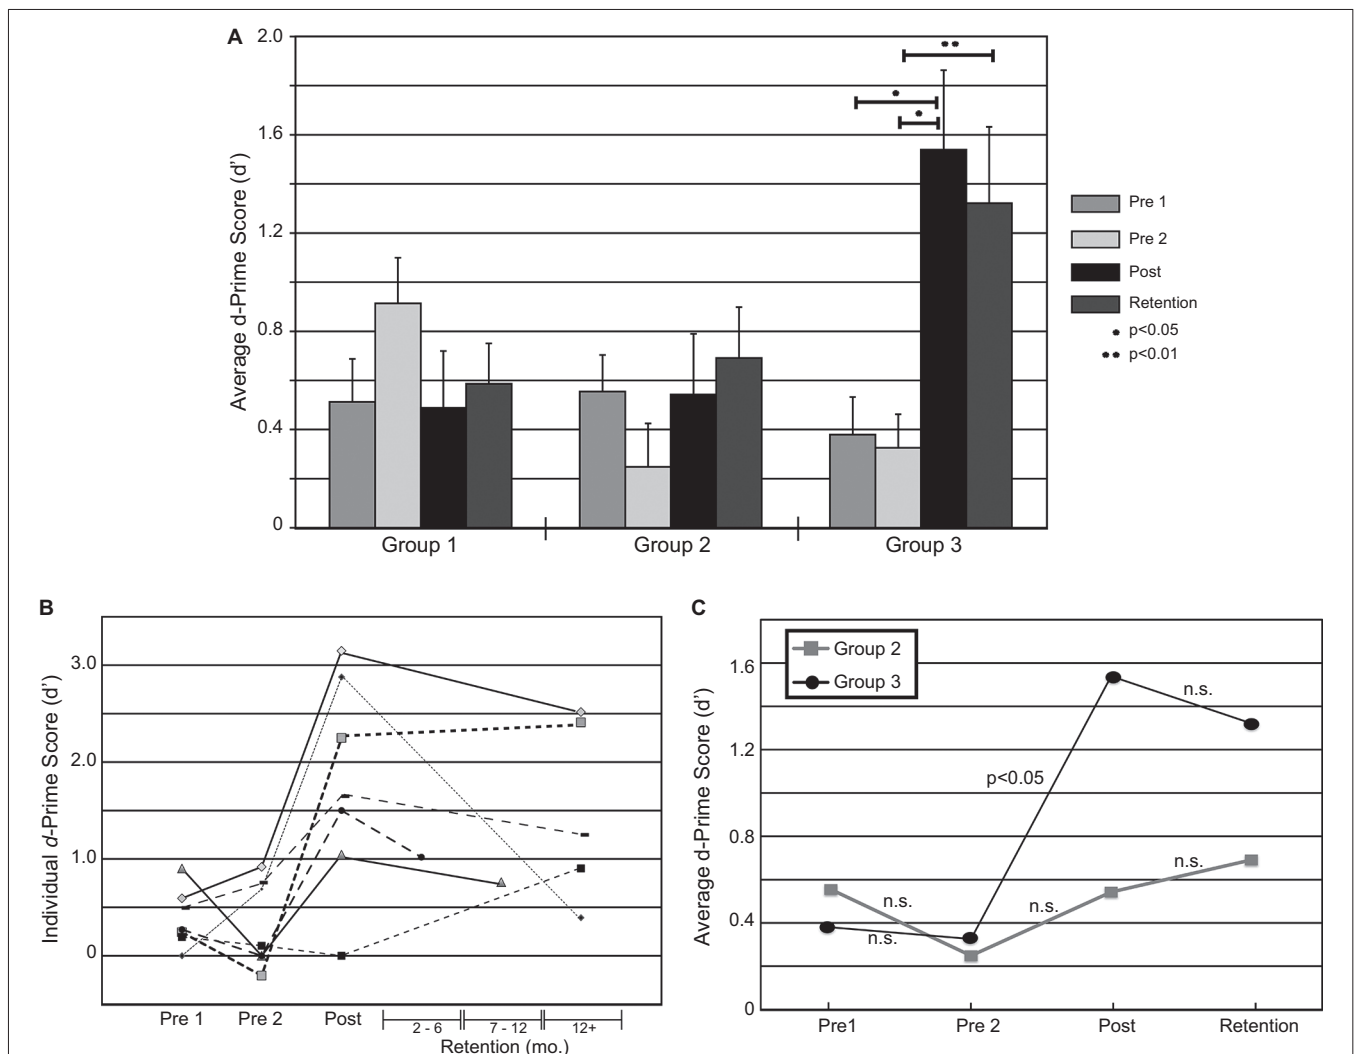 A
2.0
1.6
1.2
0.8
0.4
0
Average d-Prime Score (d')
**
*
*
Pre 1
Pre 2
Post
Retention
* p<0.05
** p<0.01
Group 1
Group 2
Group 3
B
3.0
2.0
1.0
0
Individual d-Prime Score (d')
Pre 1
Pre 2
Post
2 - 6
7 - 12
12+
Retention (mo.)
C
Group 2
Group 3
1.6
1.2
0.8
0.4
0
Average d-Prime Score (d')
n.s.
p<0.05
n.s.
n.s.
n.s.
n.s.
Pre1
Pre 2
Post
Retention